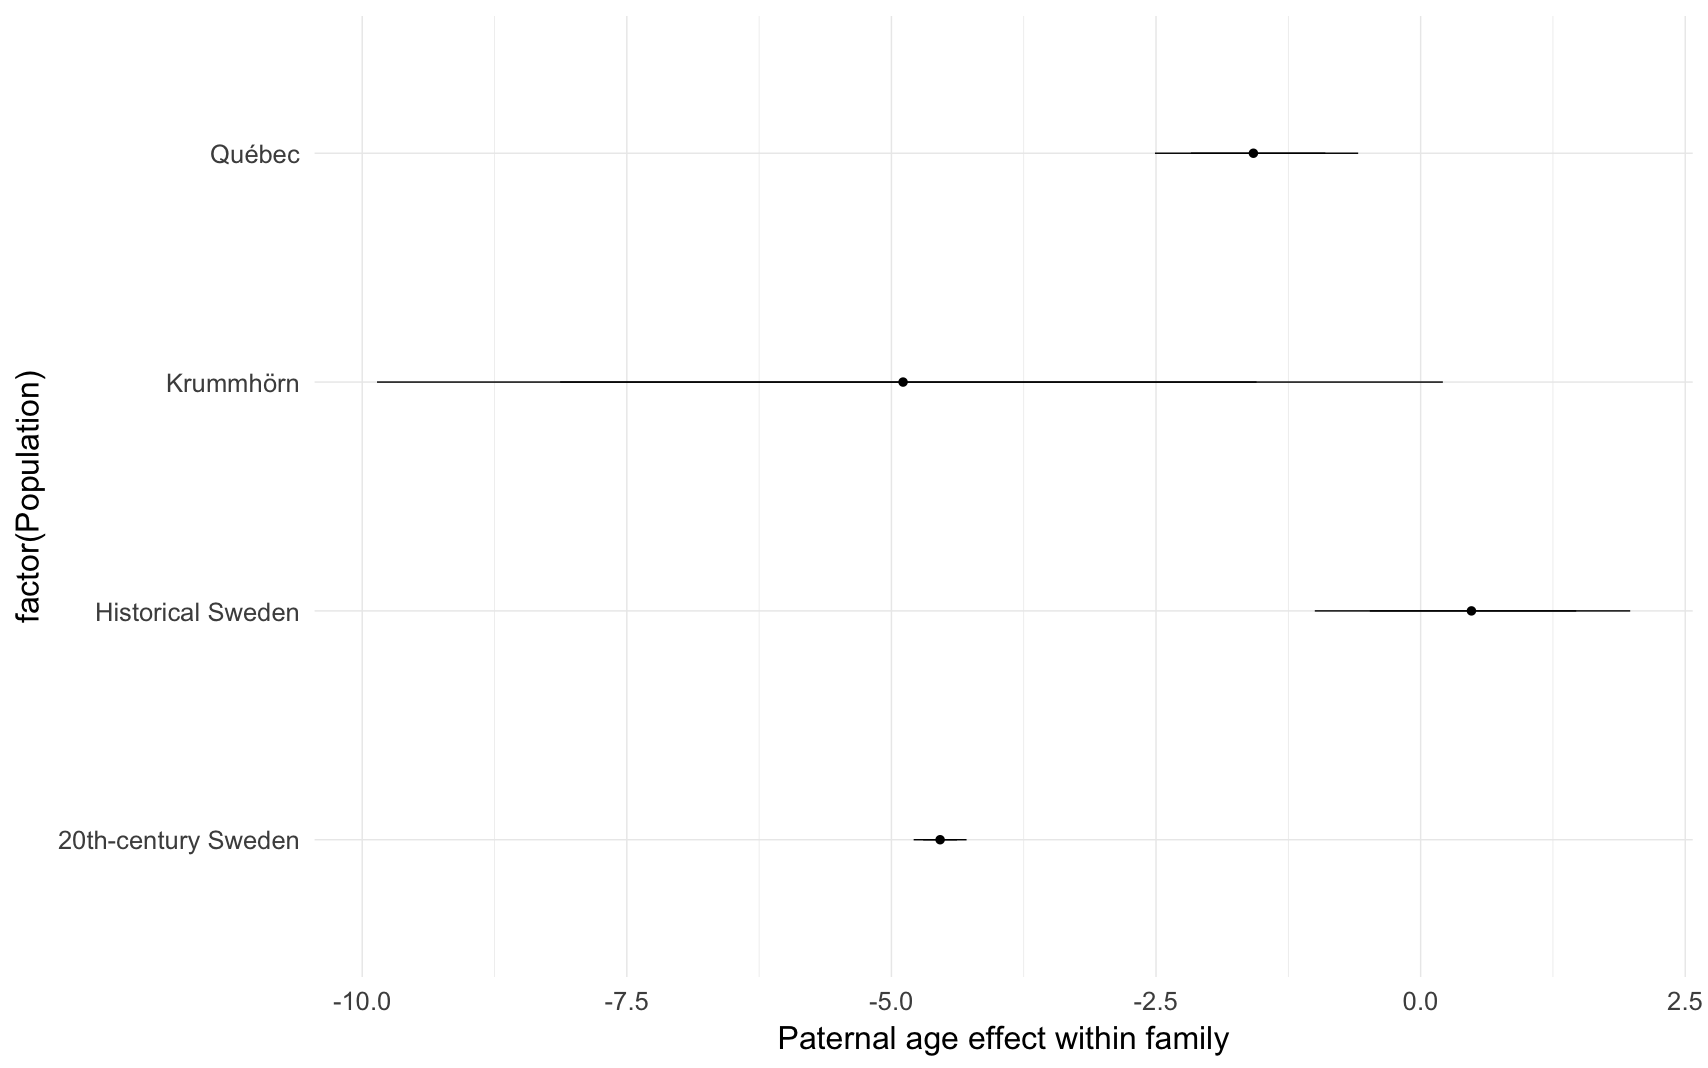 Québec
Krummhörn
Historical Sweden
20th-century Sweden
factor(Population)
-10.0 -7.5 -5.0 -2.5 0.0 2.5
Paternal age effect within family